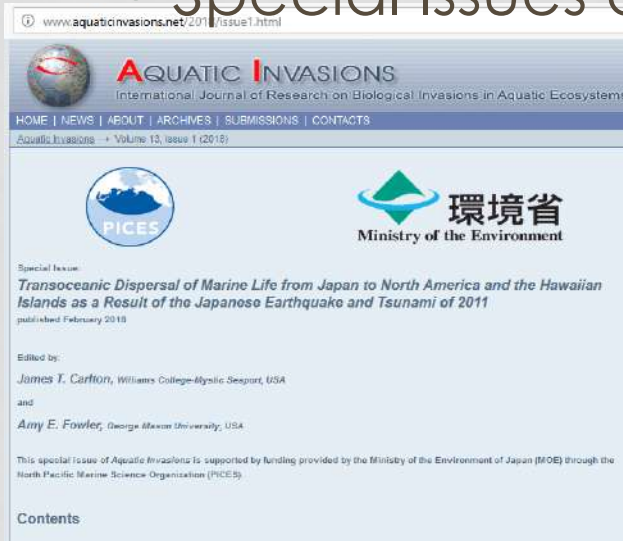 Special Issues
www.aquaticinvasions.net/2018/issue1.html
AQUATIC INVASIONS
International Journal of Research on Biological Invasions in Aquatic Ecosystems
HOME | NEWS | ABOUT | ARCHIVES | SUBMISSIONS | CONTACTS
Aquatic Invasions → Volume 13, Issue 1 (2018)
PICES
環境省
Ministry of the Environment
Special Issue:
Transoceanic Dispersal of Marine Life from Japan to North America and the Hawaiian
Islands as a Result of the Japanese Earthquake and Tsunami of 2011
published February 2018
Edited by:
James T. Carlton, Williams College-Mystic Seaport, USA
and
Amy E. Fowler, George Mason University, USA
This special issue of Aquatic Invasions is supported by funding provided by the Ministry of the Environment of Japan (MOE) through the
North Pacific Marine Science Organization (PICES).
Contents